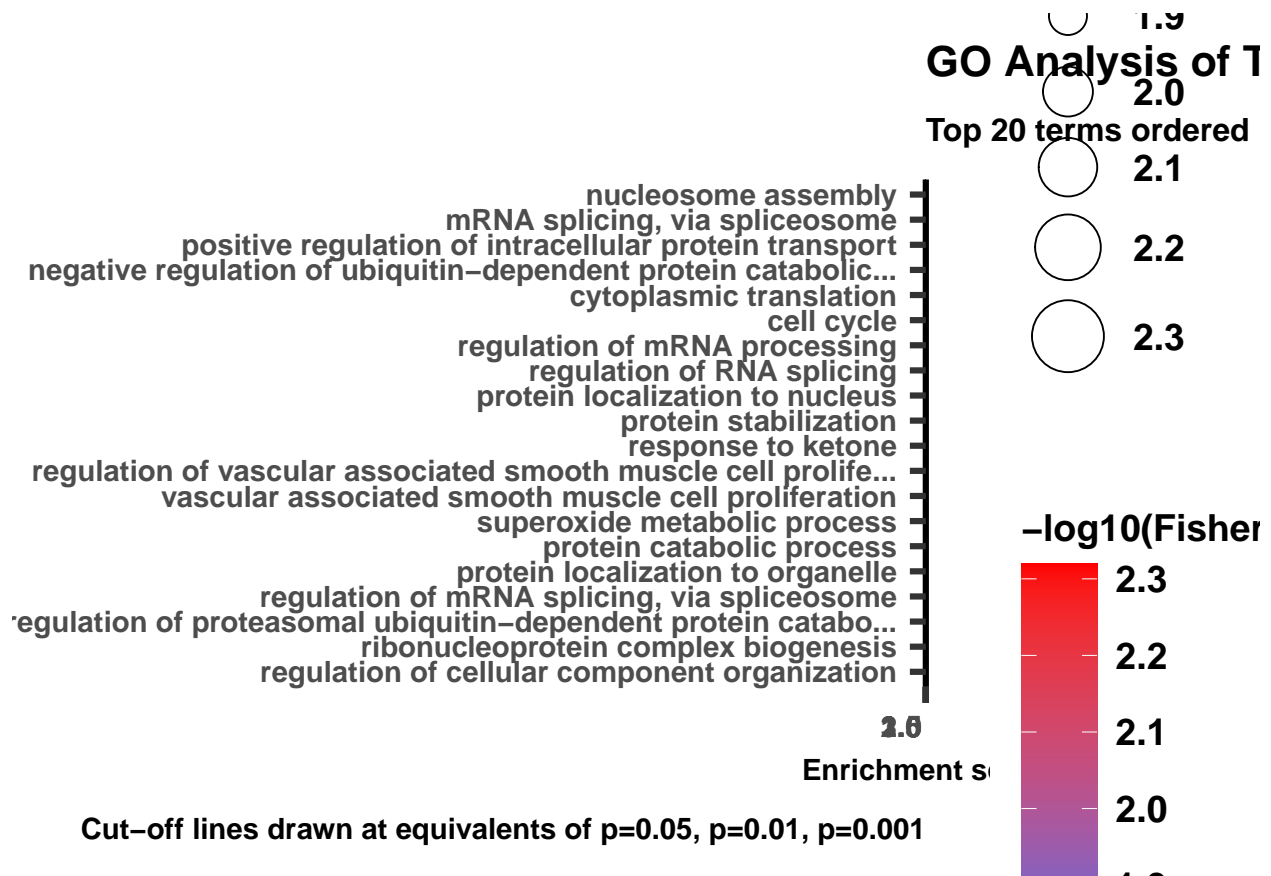 1.9
GO Analysis of T
2.0
Top 20 terms ordered
2.1
2.2
2.3
nucleosome assembly
mRNA splicing, via spliceosome
positive regulation of intracellular protein transport
negative regulation of ubiquitin−dependent protein catabolic...
cytoplasmic translation
cell cycle
regulation of mRNA processing
regulation of RNA splicing
protein localization to nucleus
protein stabilization
response to ketone
regulation of vascular associated smooth muscle cell prolife...
vascular associated smooth muscle cell proliferation
superoxide metabolic process
protein catabolic process
protein localization to organelle
regulation of mRNA splicing, via spliceosome
regulation of proteasomal ubiquitin−dependent protein catabo...
ribonucleoprotein complex biogenesis
regulation of cellular component organization
Enrichment
Cut−off lines drawn at equivalents of p=0.05, p=0.01, p=0.001
−log10(Fisher
2.3
2.2
2.1
2.0